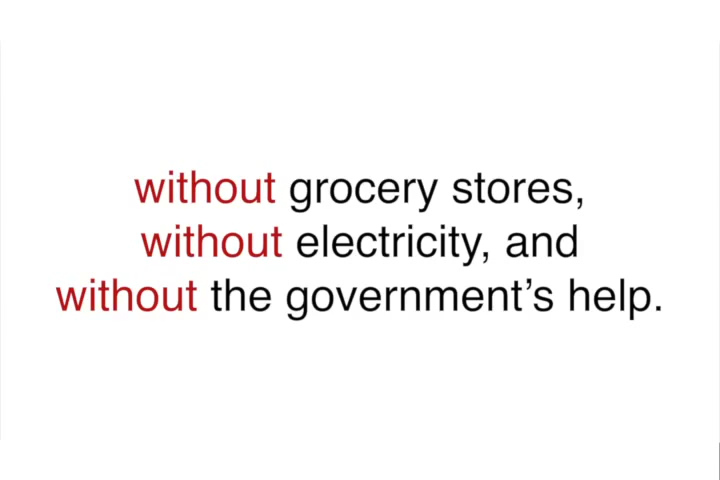 without grocery stores,
without electricity, and
without the government’s help.